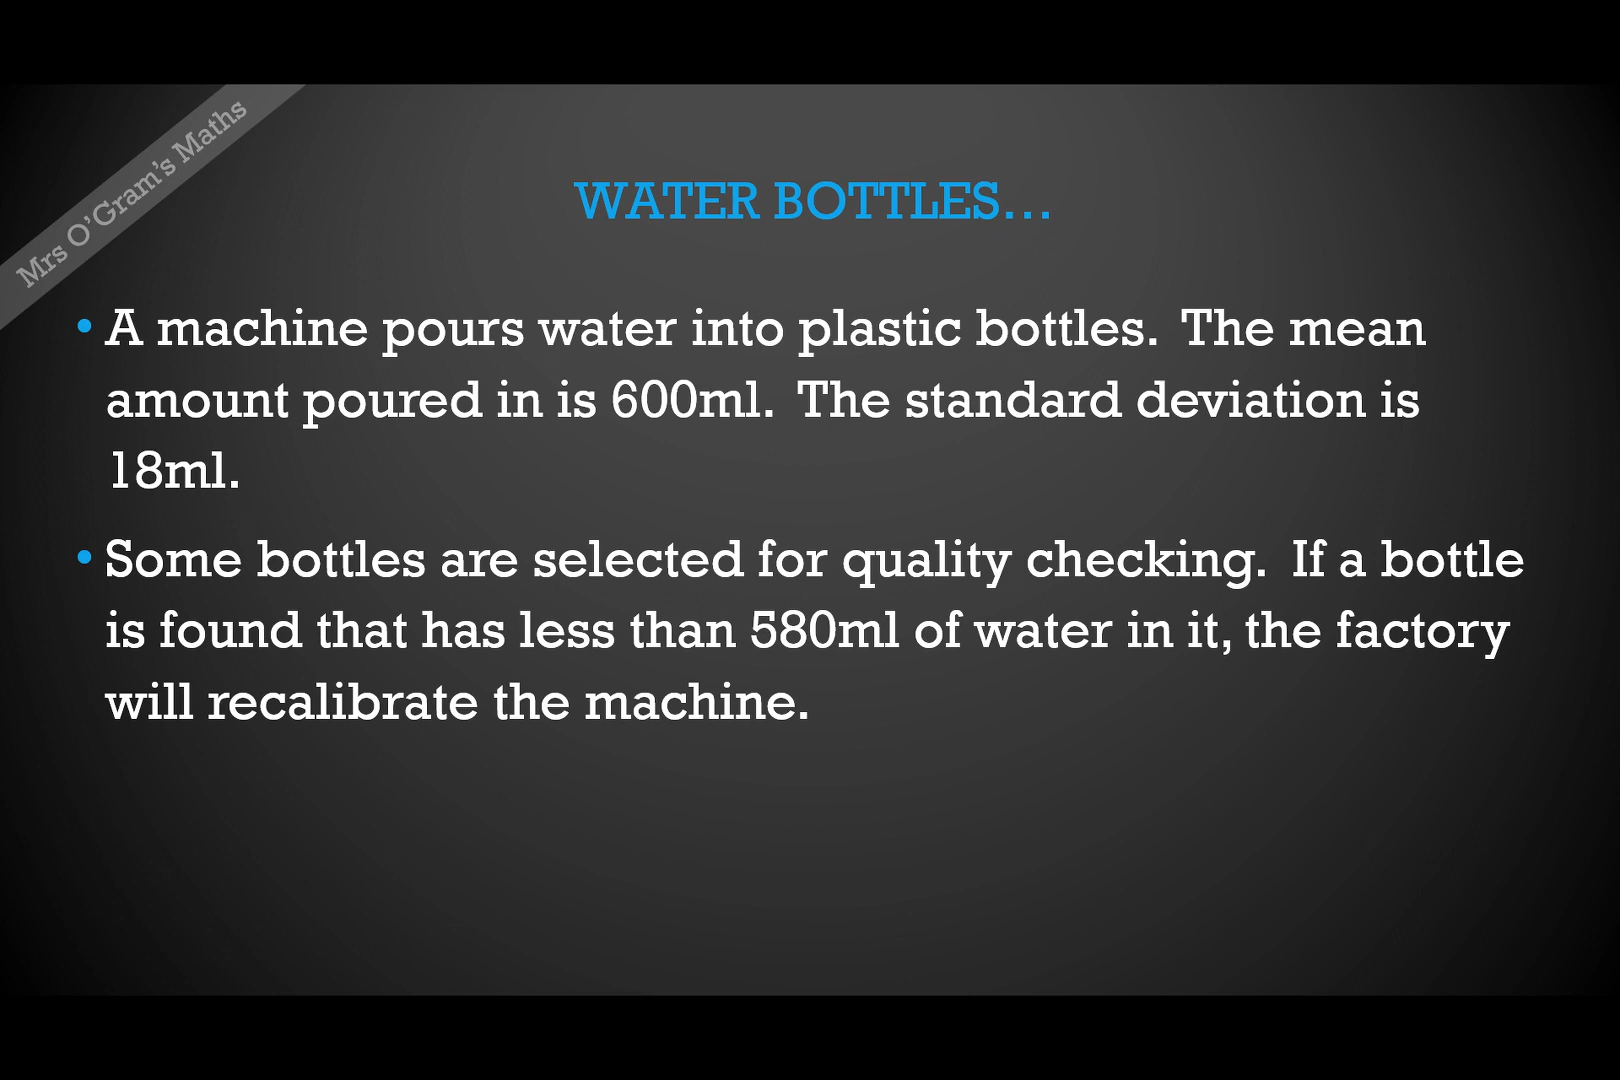 Mrs O'Gram's Maths
WATER BOTTLES...
• A machine pours water into plastic bottles.  The mean
amount poured in is 600ml.  The standard deviation is
18ml.
• Some bottles are selected for quality checking.  If a bottle
is found that has less than 580ml of water in it, the factory
will recalibrate the machine.